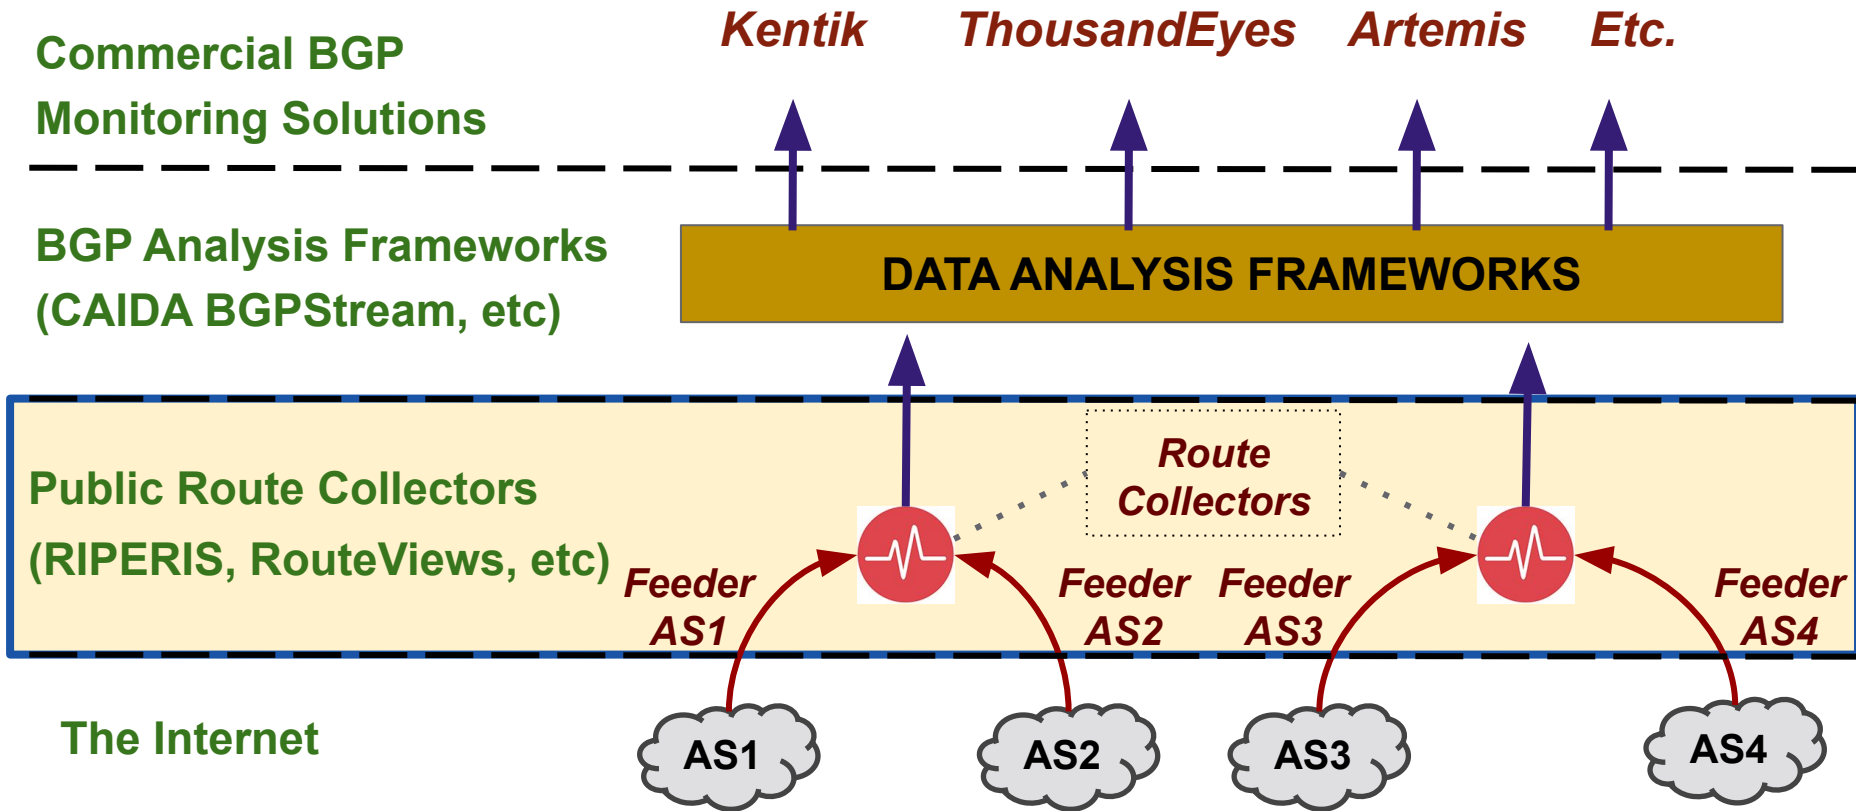 Commercial BGP
Monitoring Solutions
Kentik
ThousandEyes
Artemis
Etc.
BGP Analysis Frameworks
(CAIDA BGPStream, etc)
DATA ANALYSIS FRAMEWORKS
Public Route Collectors
(RIPERIS, RouteViews, etc)
Route
Collectors
Feeder
AS1
Feeder
AS2
Feeder
AS3
Feeder
AS4
The Internet
AS1
AS2
AS3
AS4